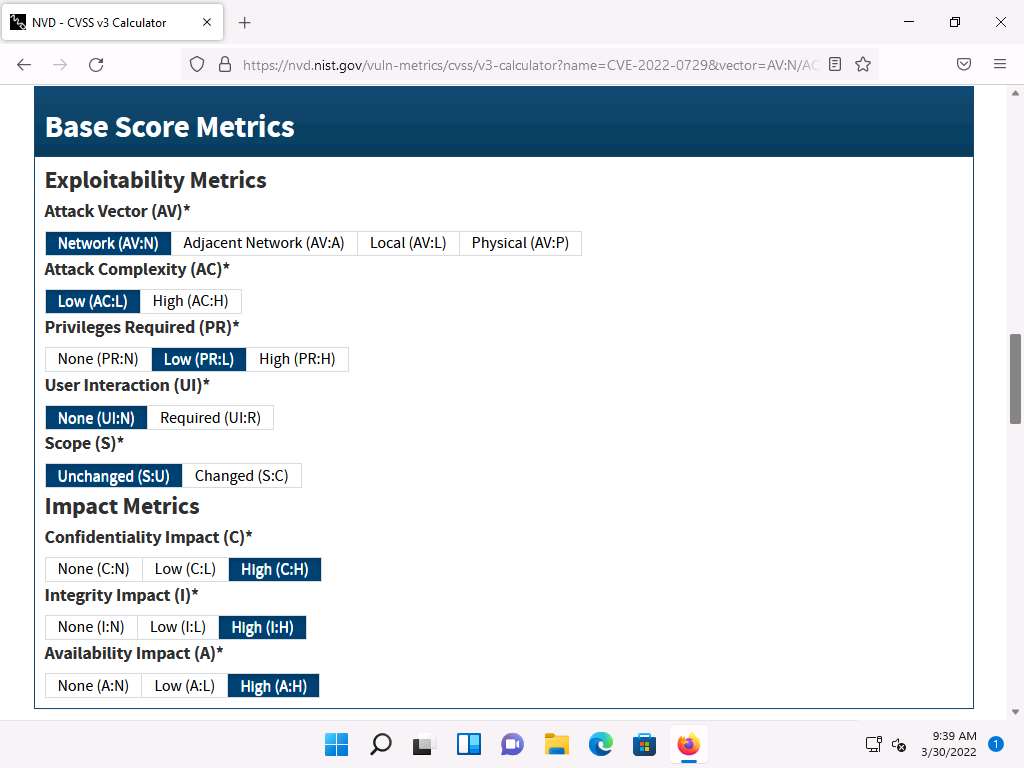 NVD - CVSS v3 Calculator
https://nvd.nist.gov/vuln-metrics/cvss/v3-calculator?name=CVE-2022-0729&vector=AV:N/AC
Base Score Metrics
Exploitability Metrics
Attack Vector (AV)*
Network (AV:N) Adjacent Network (AV:A) Local (AV:L) Physical (AV:P)
Attack Complexity (AC)*
Low (AC:L) High (AC:H)
Privileges Required (PR)*
None (PR:N) Low (PR:L) High (PR:H)
User Interaction (UI)*
None (UI:N) Required (UI:R)
Scope (S)*
Unchanged (S:U) Changed (S:C)
Impact Metrics
Confidentiality Impact (C)*
None (C:N) Low (C:L) High (C:H)
Integrity Impact (I)*
None (I:N) Low (I:L) High (I:H)
Availability Impact (A)*
None (A:N) Low (A:L) High (A:H)
9:39 AM
3/30/2022
1